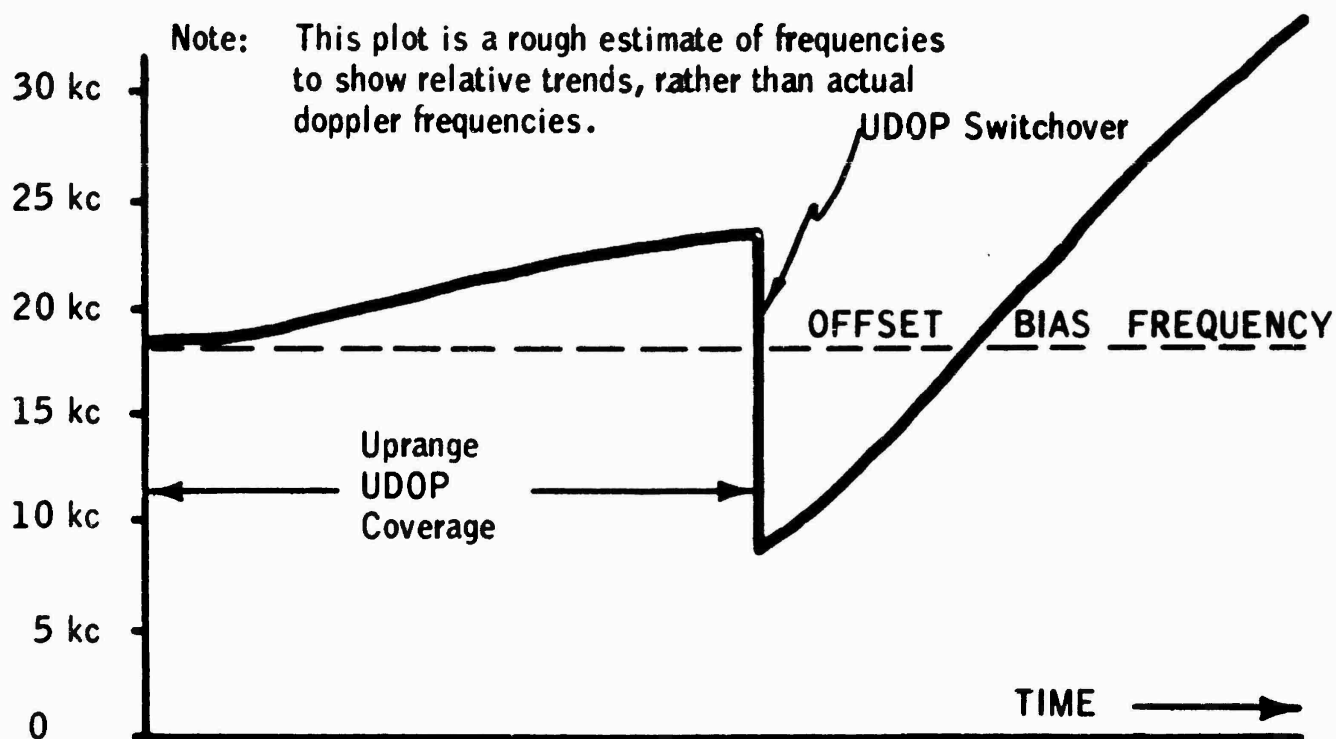 Note: This plot is a rough estimate of frequencies
to show relative trends, rather than actual
doppler frequencies.
30 kc
UDOP Switchover
25 kc
20 kc
OFFSET BIAS FREQUENCY
15 kc
Uprange
UDOP
Coverage
10 kc
5 kc
TIME
0